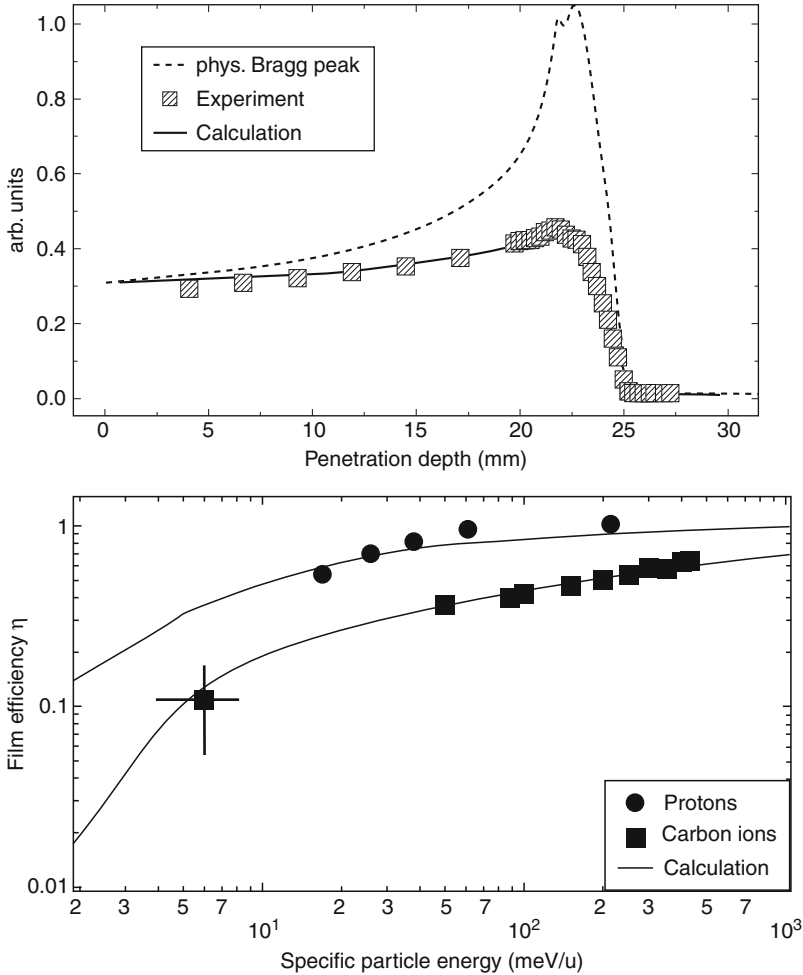 1.0
0.8
0.6
0.4
0.2
0.0
arb. units
phys. Bragg peak
Experiment
Calculation
0 5 10 15 20 25 30
Penetration depth (mm)
1
0.1
0.01
Film efficiency η
Protons
Carbon ions
Calculation
2 3 5 7 10¹ 2 3 5 7 10² 2 3 5 7 10³
Specific particle energy (meV/u)